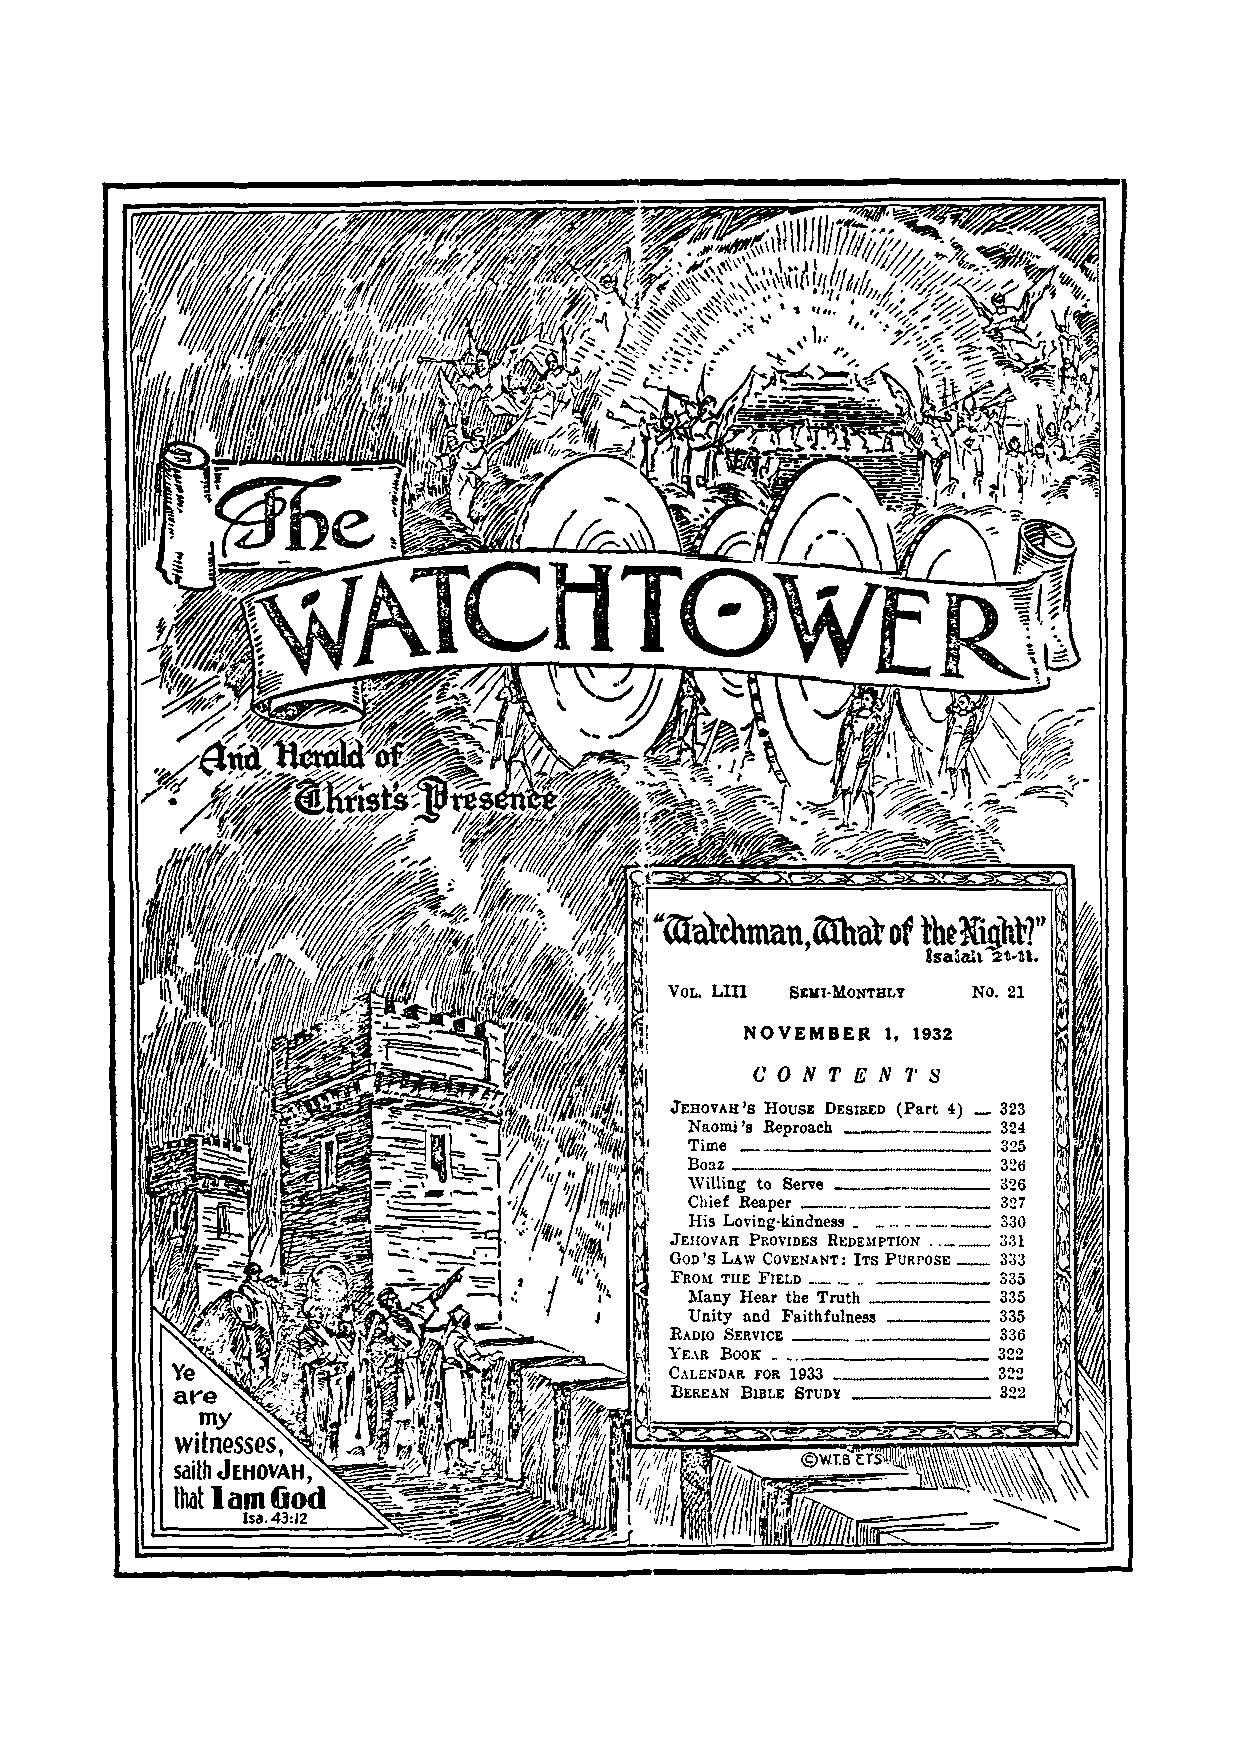 The
WATCHTOWER
And Herald of
Christ's Presence
"Watchman, What of the Night?"
Isaiah 21-11.
VOL. LIII SEMI-MONTHLY No. 21
NOVEMBER 1, 1932
CONTENTS
JEHOVAH'S HOUSE DESIRED (Part 4) 323
Naomi's Reproach 324
Time 325
Boaz 326
Willing to Serve 326
Chief Reaper 327
His Loving-kindness 330
JEHOVAH PROVIDES REDEMPTION 331
GOD'S LAW COVENANT: ITS PURPOSE 333
FROM THE FIELD 335
Many Hear the Truth 335
Unity and Faithfulness 335
RADIO SERVICE 336
YEAR BOOK 322
CALENDAR FOR 1933 322
BEREAN BIBLE STUDY 322
Ye
are
my
witnesses,
saith JEHOVAH,
that I am God
Isa. 43:12
©W.T.B ETS